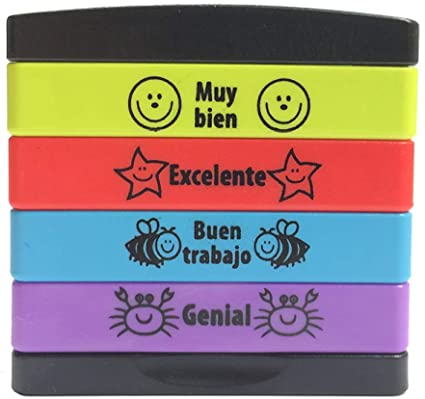 Muy
bien
Excelente
Buen
trabajo
Genial